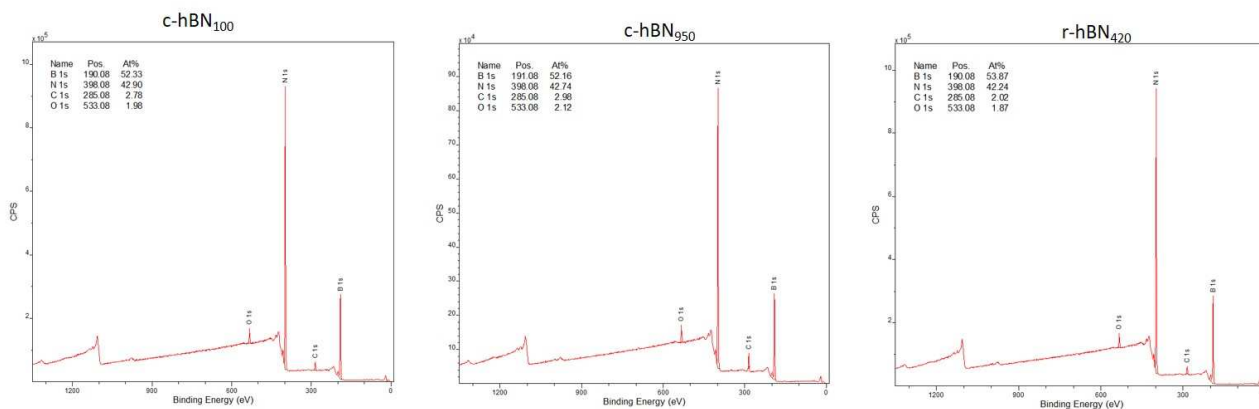 c-hBN100
x 10^5
Name Pos. At%
B 1s 190.08 52.33
N 1s 398.08 42.90
C 1s 285.08 2.78
O 1s 533.08 1.98
10
8
6
4
2
CPS
O 1s
N 1s
C 1s
B 1s
1200 900 600 300 0
Binding Energy (eV)
c-hBN950
x 10^4
Name Pos. At%
B 1s 191.08 52.16
N 1s 398.08 42.74
C 1s 285.08 2.98
O 1s 533.08 2.12
90
80
70
60
50
40
30
20
10
CPS
O 1s
N 1s
C 1s
B 1s
1200 900 600 300 0
Binding Energy (eV)
r-hBN420
x 10^5
Name Pos. At%
B 1s 190.08 53.87
N 1s 398.08 42.24
C 1s 285.08 2.02
O 1s 533.08 1.87
10
8
6
4
2
CPS
O 1s
N 1s
C 1s
B 1s
1200 900 600 300
Binding Energy (eV)